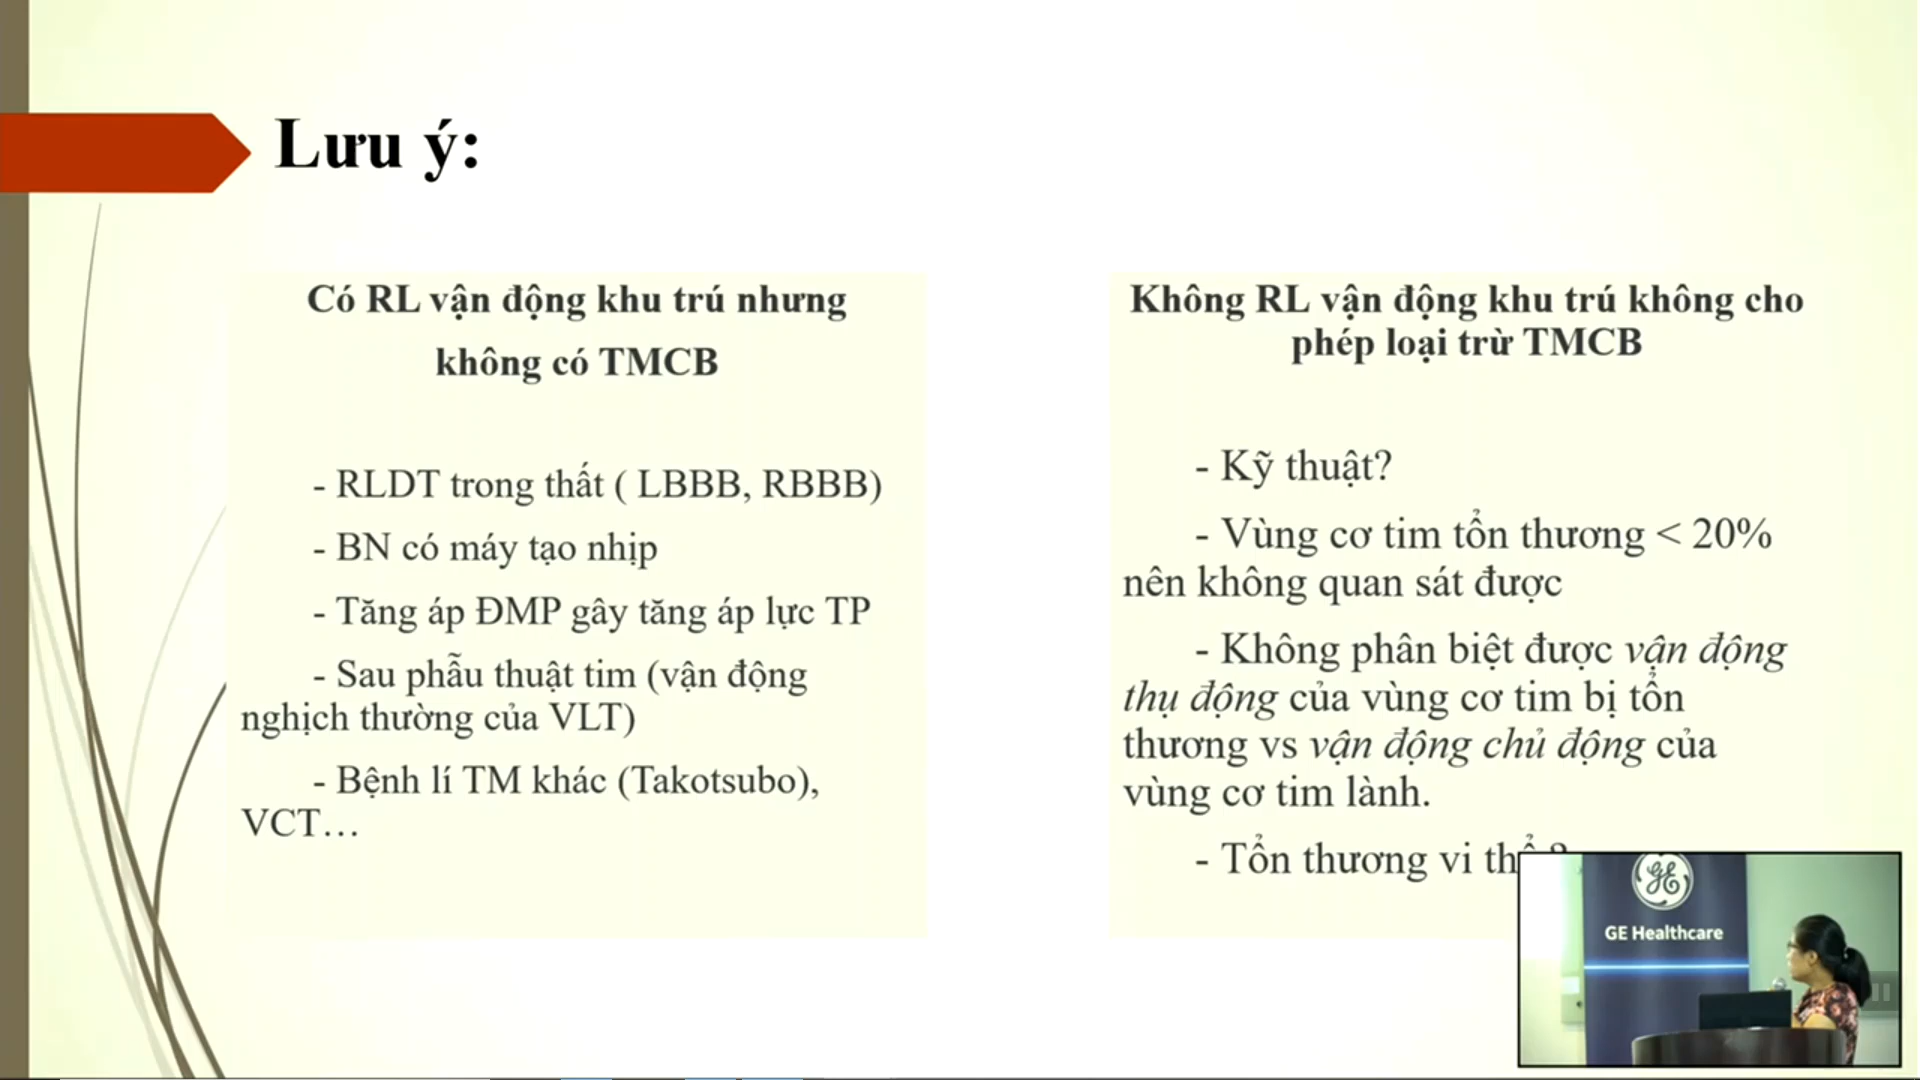 Lưu ý:
Có RL vận động khu trú nhưng
không có TMCB
- RLDT trong thất ( LBBB, RBBB)
- BN có máy tạo nhịp
- Tăng áp ĐMP gây tăng áp lực TP
- Sau phẫu thuật tim (vận động
nghịch thường của VLT)
- Bệnh lí TM khác (Takotsubo),
VCT...
Không RL vận động khu trú không cho
phép loại trừ TMCB
- Kỹ thuật?
- Vùng cơ tim tổn thương < 20%
nên không quan sát được
- Không phân biệt được vận động
thụ động của vùng cơ tim bị tổn
thương vs vận động chủ động của
vùng cơ tim lành.
- Tổn thương vi
GE Healthcare